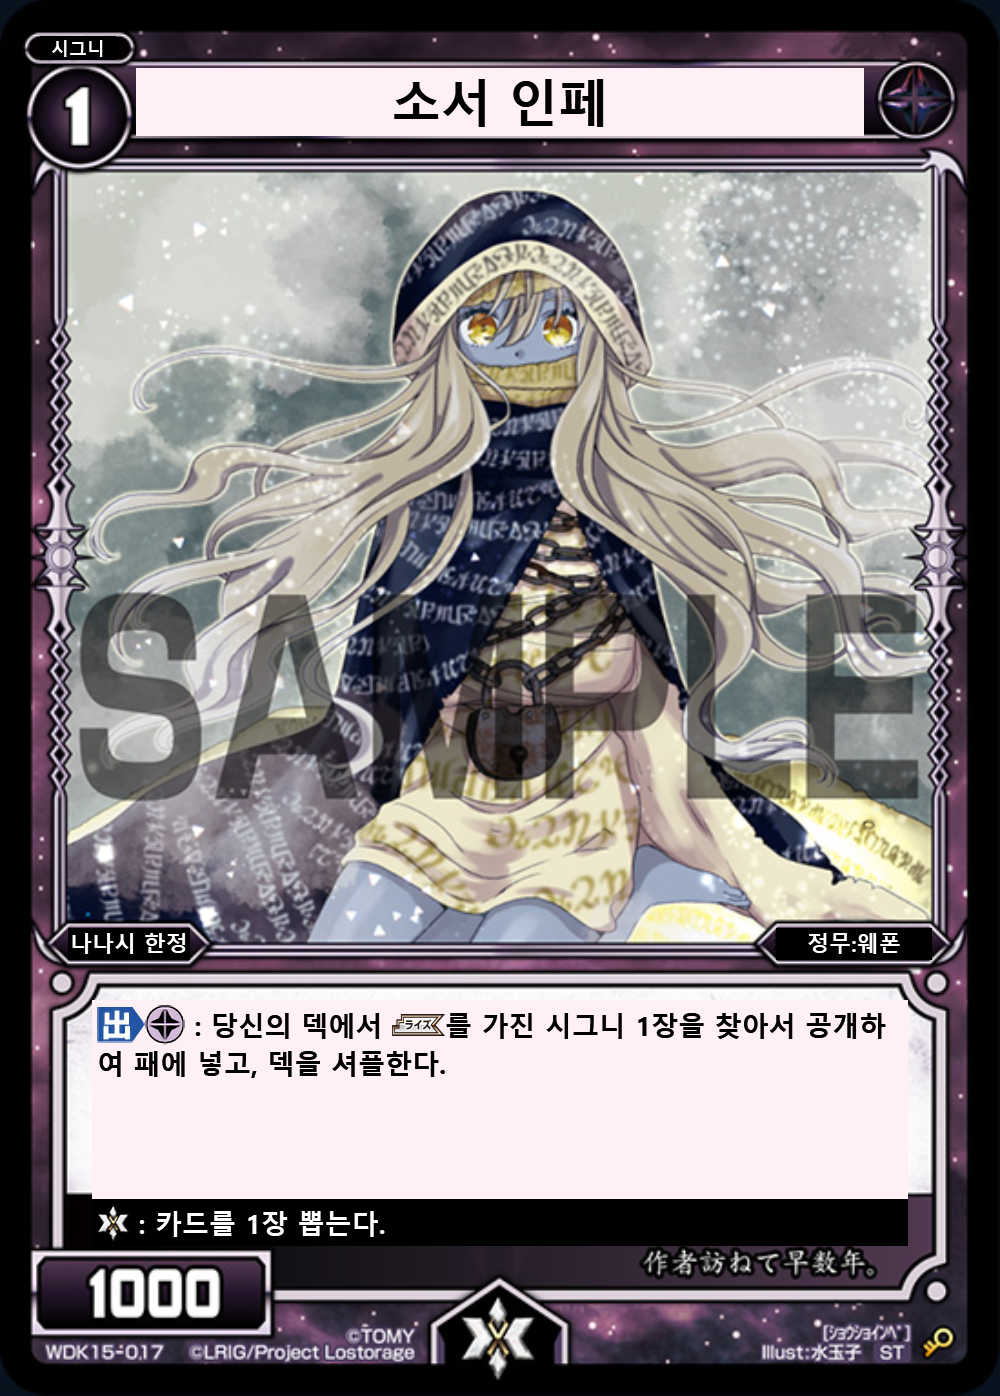 시그니
1
소서 인페
SAMPLE
나나시 한정
정무:웨폰
出 : 당신의 덱에서 ライズ를 가진 시그니 1장을 찾아서 공개하
여 패에 넣고, 덱을 셔플한다.
: 카드를 1장 뽑는다.
作者訪ねて早数年。
1000
©TOMY
[ｼｮｳｼｮｲﾝﾍﾟ]
WDK15-017 ©LRIG/Project Lostorage
Illust:水玉子 ST